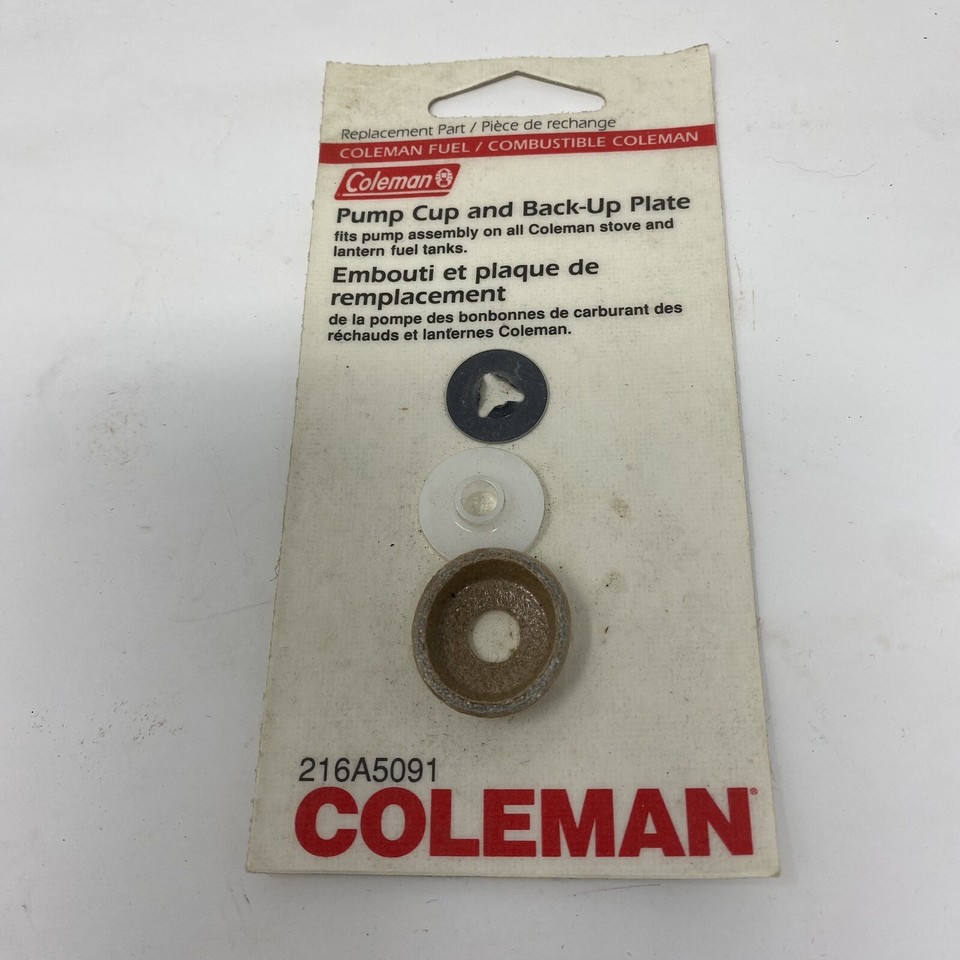 Replacement Part / Pièce de rechange
COLEMAN FUEL / COMBUSTIBLE COLEMAN
Coleman
Pump Cup and Back-Up Plate
fits pump assembly on all Coleman stove and
lantern fuel tanks.
Embouti et plaque de
remplacement
de la pompe des bonbonnes de carburant des
réchauds et lanternes Coleman.
216A5091
COLEMAN®